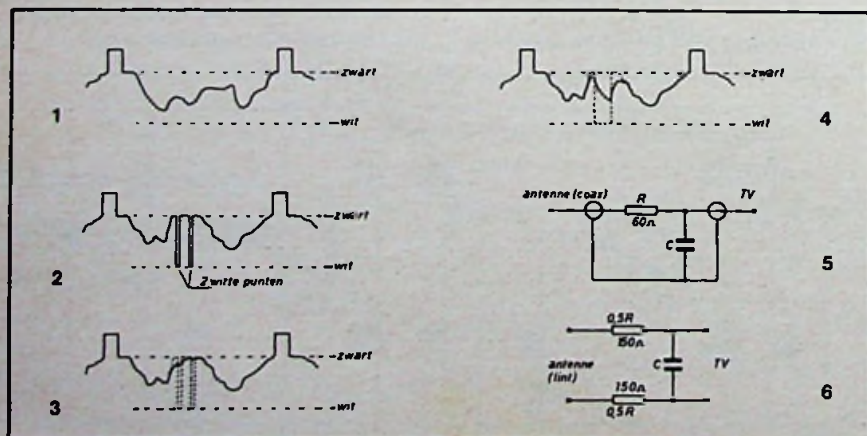 1
zwart
wit
2
zwart
wit
2 witte punten
3
zwart
wit
4
zwart
wit
5
antenne (coax)
R
60Ω
C
TV
6
0,5R
150Ω
antenne
(lint)
C
TV
150Ω
0,5R